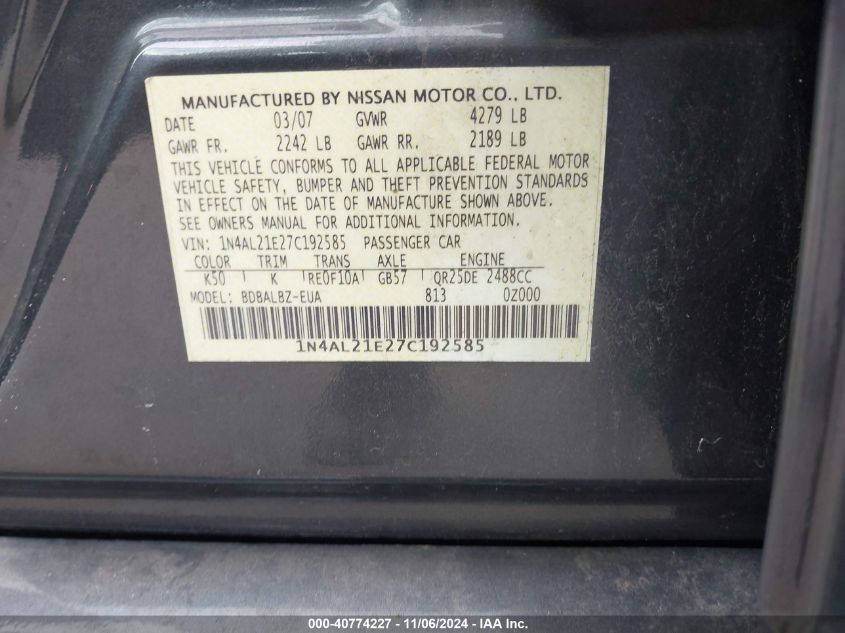 MANUFACTURED BY NISSAN MOTOR CO., LTD.
DATE 03/07 GVWR 4279 LB
GAWR FR. 2242 LB GAWR RR. 2189 LB
THIS VEHICLE CONFORMS TO ALL APPLICABLE FEDERAL MOTOR
VEHICLE SAFETY, BUMPER AND THEFT PREVENTION STANDARDS
IN EFFECT ON THE DATE OF MANUFACTURE SHOWN ABOVE.
SEE OWNERS MANUAL FOR ADDITIONAL INFORMATION.
VIN: 1N4AL21E27C192585 PASSENGER CAR
COLOR TRIM TRANS AXLE ENGINE
K50 K RE0F10A GB57 QR25DE 2488CC
MODEL: BDBALBZ-EUA 813 0Z000
1N4AL21E27C192585
000-40774227 - 11/06/2024 - IAA Inc.